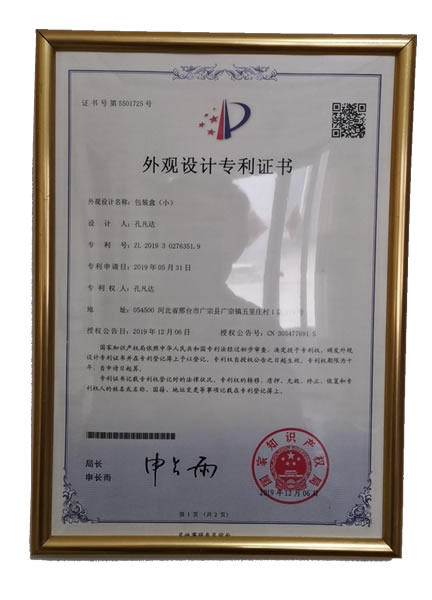 证书号第5501725号
外观设计专利证书
外观设计名称：包装盒（小）
设 计 人：孔凡达
专 利 号：ZL 2019 3 0276351.9
专利申请日：2019年05月31日
专 利 权 人：孔凡达
地 址：054500 河北省邢台市广宗县广宗镇五里庄村1
授权公告日：2019年12月06日 授权公告号：CN 305477691 S
国家知识产权局依照中华人民共和国专利法经过初步审查，决定授予专利权，颁发外观
设计专利证书并在专利登记簿上予以登记。专利权自授权公告之日起生效。专利权期限为十
年，自申请日起算。
专利证书记载专利权登记时的法律状况。专利权的转移、质押、无效、终止、恢复和专利
权人的姓名或名称、国籍、地址变更等事项记载在专利登记簿上。
局长
申长雨
国家知识产权局
2019年12月06日
第 1 页（共 2 页）